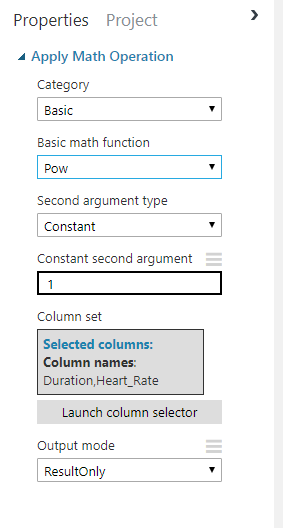 Properties Project
Apply Math Operation
Category
Basic
Basic math function
Pow
Second argument type
Constant
Constant second argument
1
Column set
Selected columns:
Column names:
Duration,Heart_Rate
Launch column selector
Output mode
ResultOnly